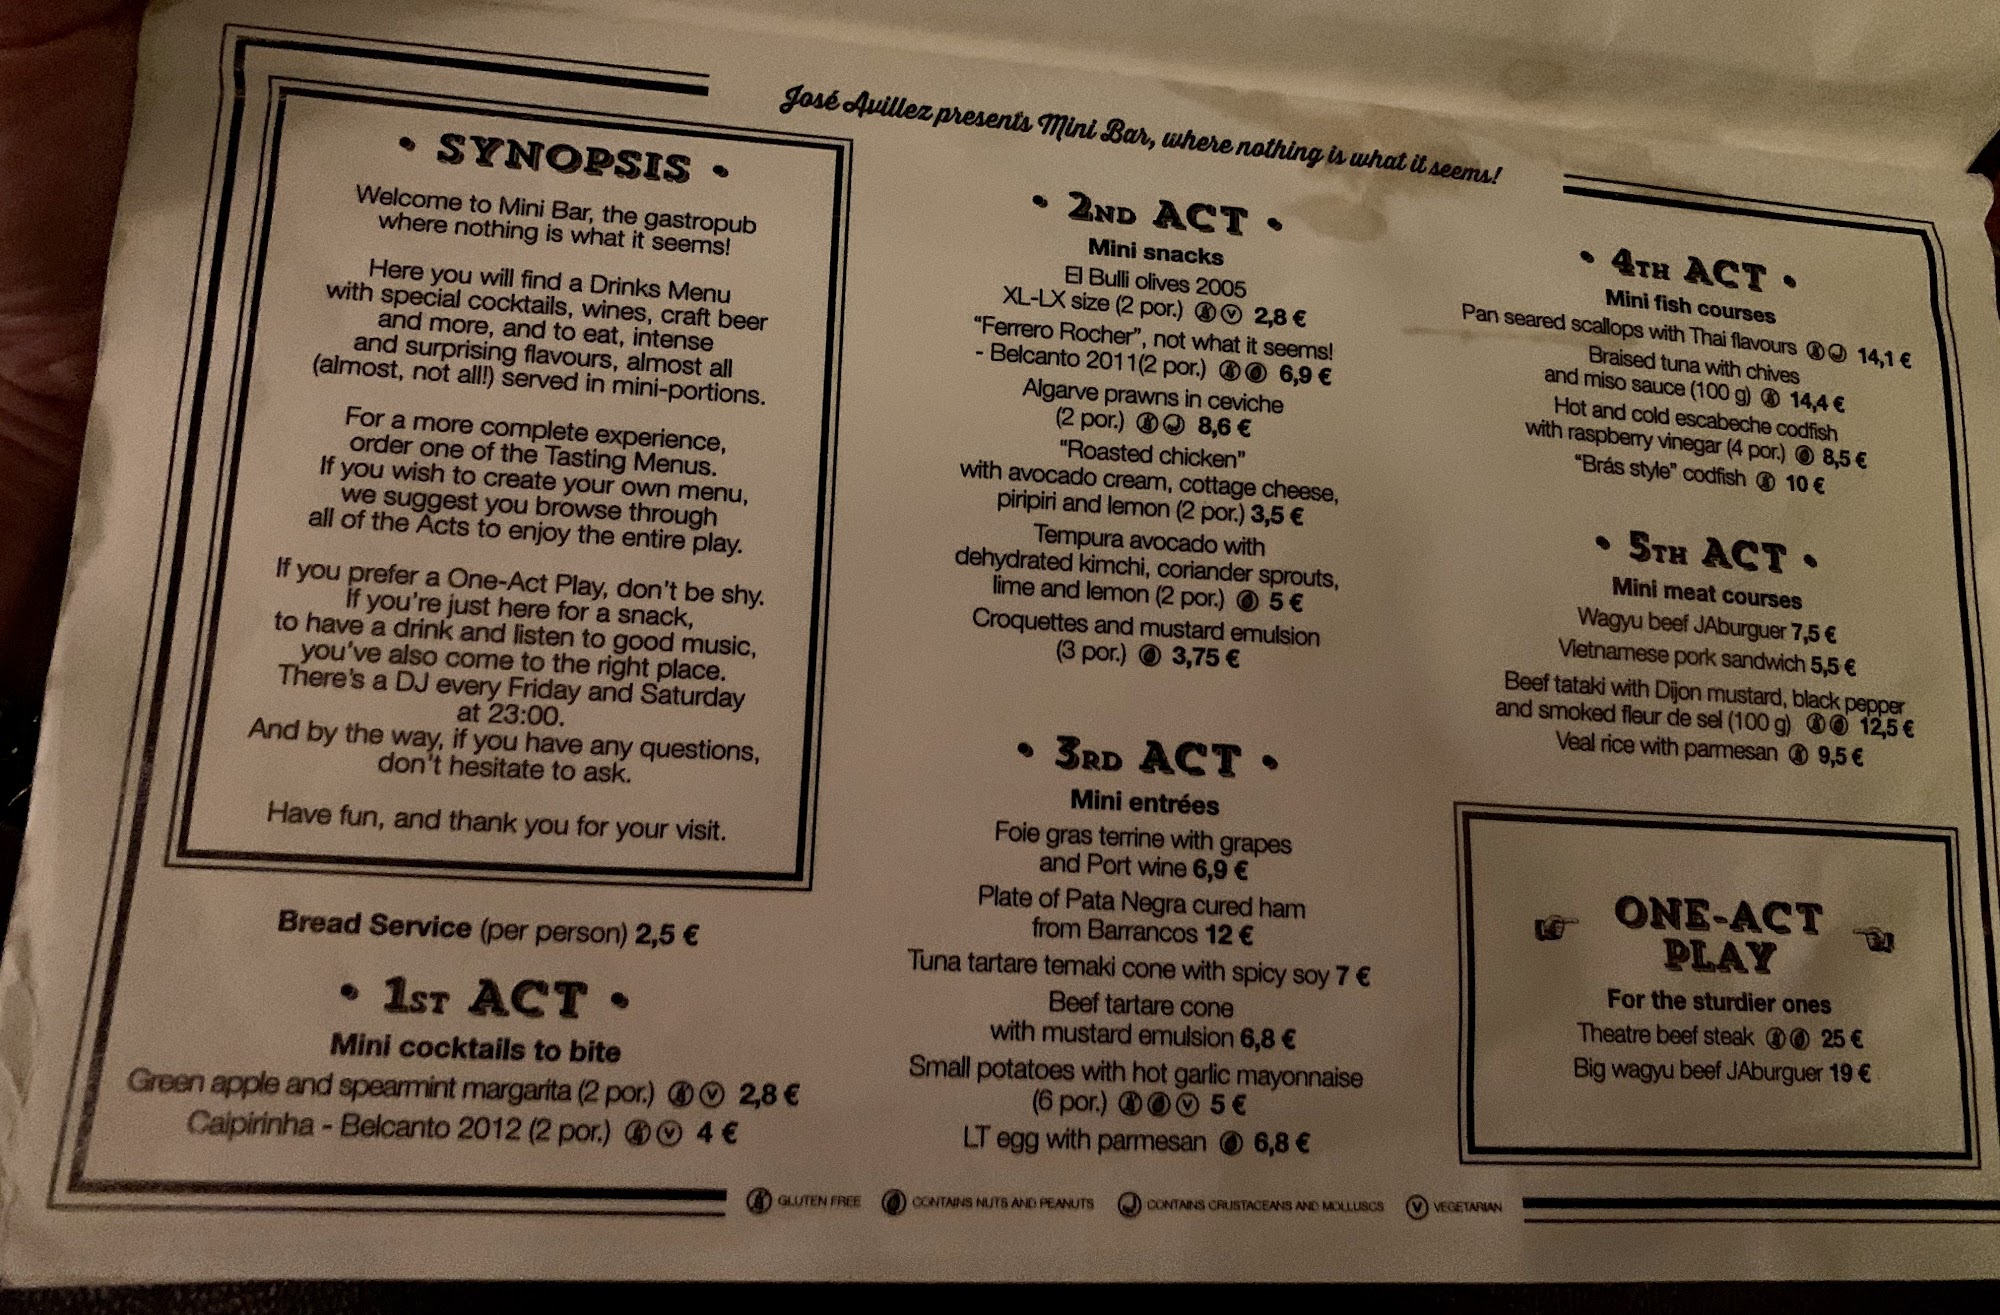 José Avillez presents Mini Bar, where nothing is what it seems!
• SYNOPSIS •
Welcome to Mini Bar, the gastropub
where nothing is what it seems!
Here you will find a Drinks Menu
with special cocktails, wines, craft beer
and more, and to eat, intense
and surprising flavours, almost all
(almost, not all!) served in mini-portions.
For a more complete experience,
order one of the Tasting Menus.
If you wish to create your own menu,
we suggest you browse through
all of the Acts to enjoy the entire play.
If you prefer a One-Act Play, don't be shy.
If you're just here for a snack,
to have a drink and listen to good music,
you've also come to the right place.
There's a DJ every Friday and Saturday
at 23:00.
And by the way, if you have any questions,
don't hesitate to ask.
Have fun, and thank you for your visit.
Bread Service (per person) 2,5 €
• 1ST ACT •
Mini cocktails to bite
Green apple and spearmint margarita (2 por.) V 2,8 €
Caipirinha - Belcanto 2012 (2 por.) V 4 €
• 2ND ACT •
Mini snacks
El Bulli olives 2005
XL-LX size (2 por.) V 2,8 €
"Ferrero Rocher", not what it seems!
- Belcanto 2011(2 por.) 6,9 €
Algarve prawns in ceviche
(2 por.) 8,6 €
"Roasted chicken"
with avocado cream, cottage cheese,
piripiri and lemon (2 por.) 3,5 €
Tempura avocado with
dehydrated kimchi, coriander sprouts,
lime and lemon (2 por.) 5 €
Croquettes and mustard emulsion
(3 por.) 3,75 €
• 3RD ACT •
Mini entrées
Foie gras terrine with grapes
and Port wine 6,9 €
Plate of Pata Negra cured ham
from Barrancos 12 €
Tuna tartare temaki cone with spicy soy 7 €
Beef tartare cone
with mustard emulsion 6,8 €
Small potatoes with hot garlic mayonnaise
(6 por.) V 5 €
LT egg with parmesan 6,8 €
• 4TH ACT •
Mini fish courses
Pan seared scallops with Thai flavours 14,1 €
Braised tuna with chives
and miso sauce (100 g) 14,4 €
Hot and cold escabeche codfish
with raspberry vinegar (4 por.) 8,5 €
"Brás style" codfish 10 €
• 5TH ACT •
Mini meat courses
Wagyu beef JAburguer 7,5 €
Vietnamese pork sandwich 5,5 €
Beef tataki with Dijon mustard, black pepper
and smoked fleur de sel (100 g) 12,5 €
Veal rice with parmesan 9,5 €
ONE-ACT
PLAY
For the sturdier ones
Theatre beef steak 25 €
Big wagyu beef JAburguer 19 €
GLUTEN FREE CONTAINS NUTS AND PEANUTS CONTAINS CRUSTACEANS AND MOLLUSCS V VEGETARIAN